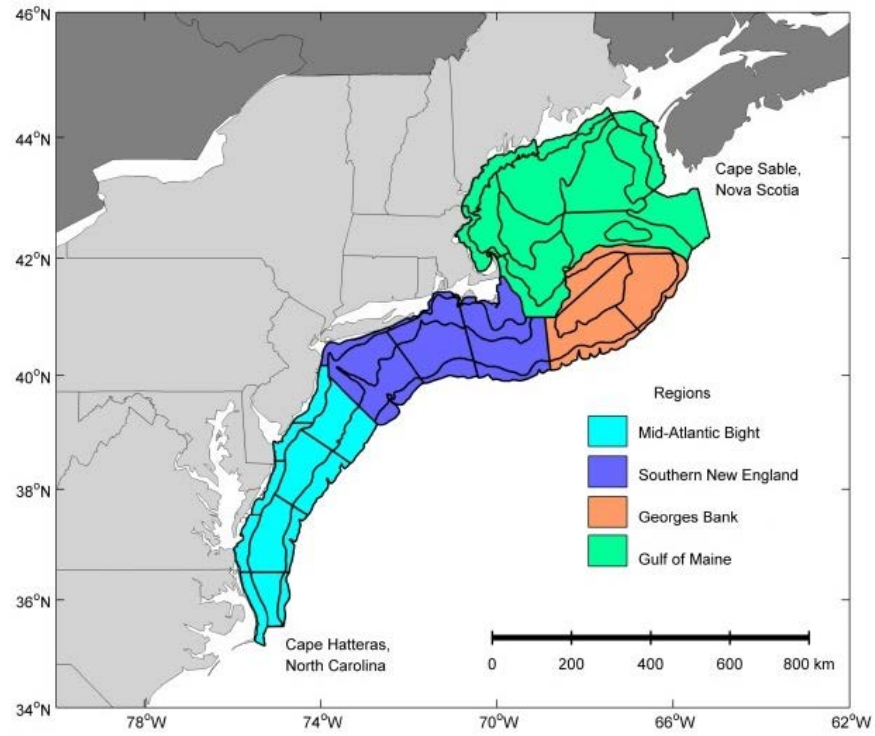 46°N
44°N
42°N
40°N
38°N
36°N
34°N
78°W
74°W
70°W
66°W
62°W
Cape Sable,
Nova Scotia
Regions
Mid-Atlantic Bight
Southern New England
Georges Bank
Gulf of Maine
Cape Hatteras,
North Carolina
0 200 400 600 800 km